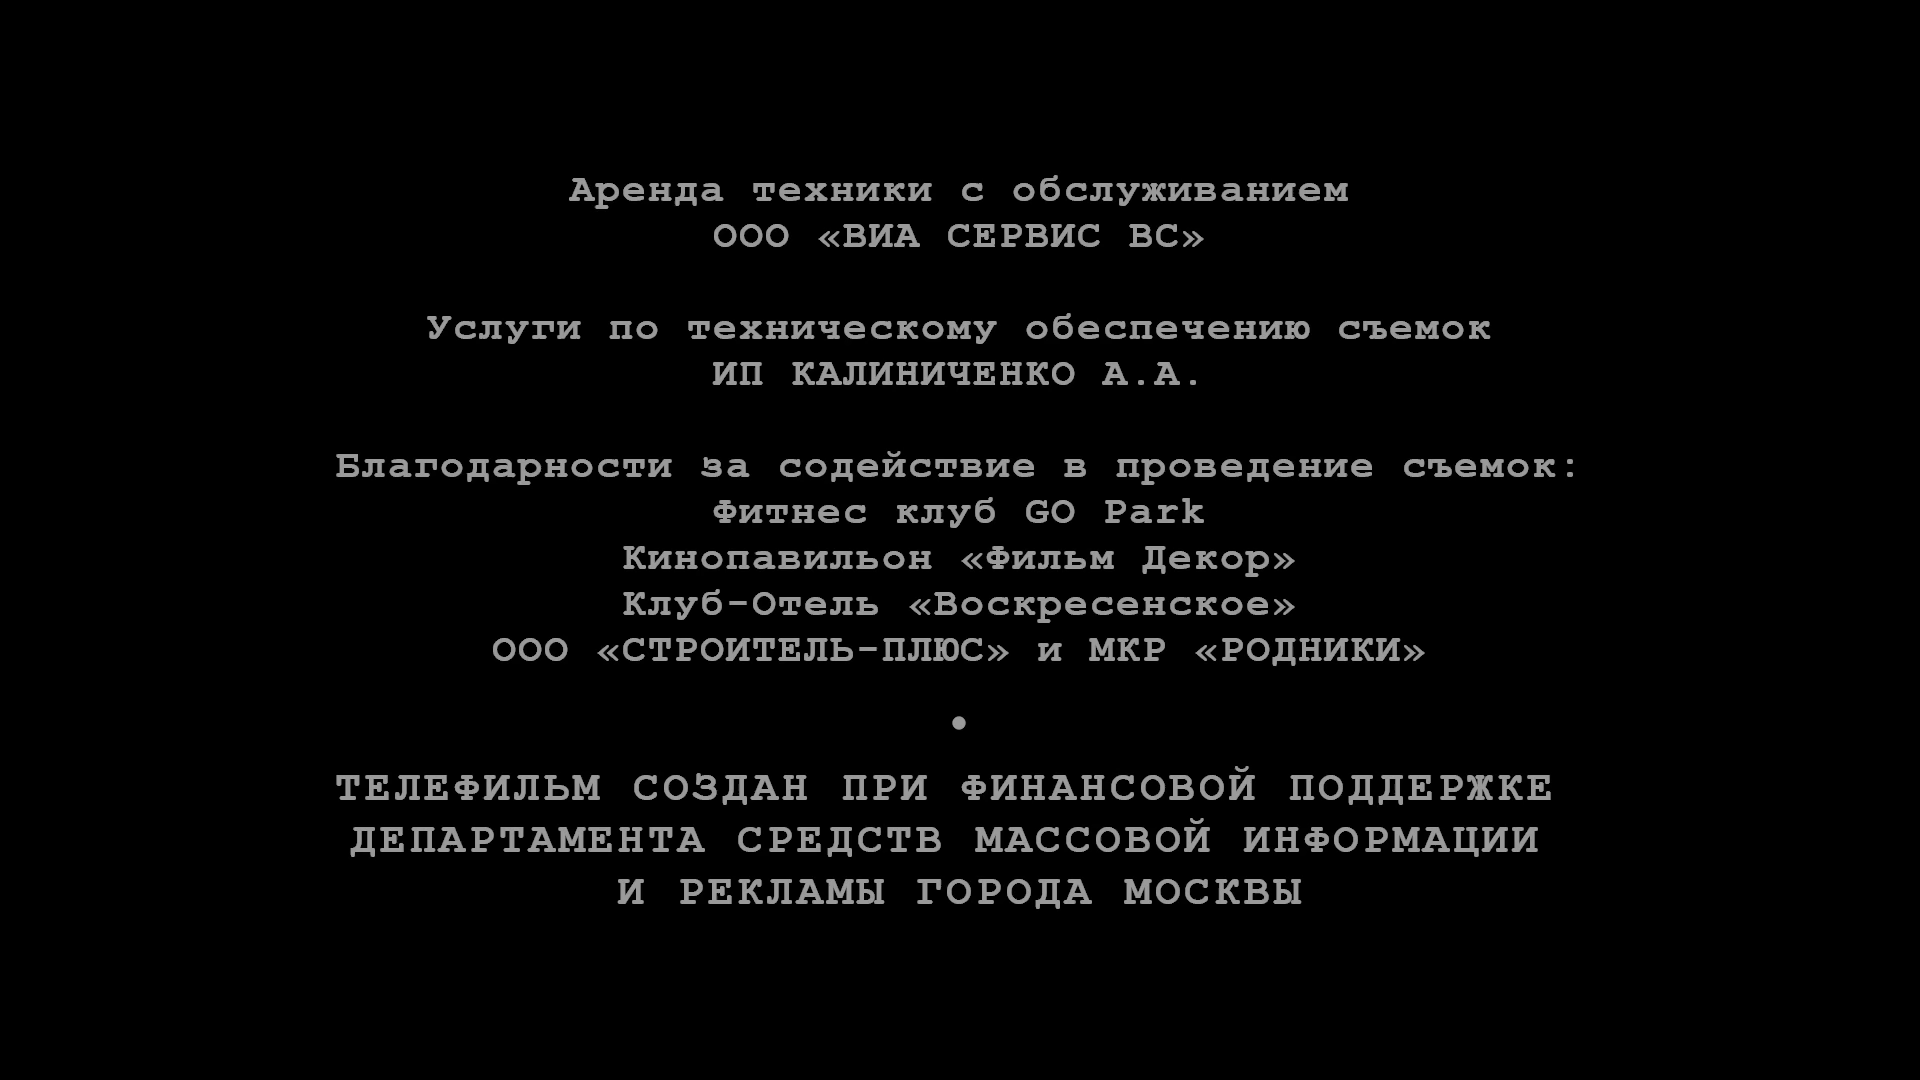 Аренда техники с обслуживанием
ООО «ВИА СЕРВИС ВС»
Услуги по техническому обеспечению съемок
ИП КАЛИНИЧЕНКО А.А.
Благодарности за содействие в проведение съемок:
Фитнес клуб GO Park
Кинопавильон «Фильм Декор»
Клуб-Отель «Воскресенское»
ООО «СТРОИТЕЛЬ-ПЛЮС» и МКР «РОДНИКИ»
•
ТЕЛЕФИЛЬМ СОЗДАН ПРИ ФИНАНСОВОЙ ПОДДЕРЖКЕ
ДЕПАРТАМЕНТА СРЕДСТВ МАССОВОЙ ИНФОРМАЦИИ
И РЕКЛАМЫ ГОРОДА МОСКВЫ